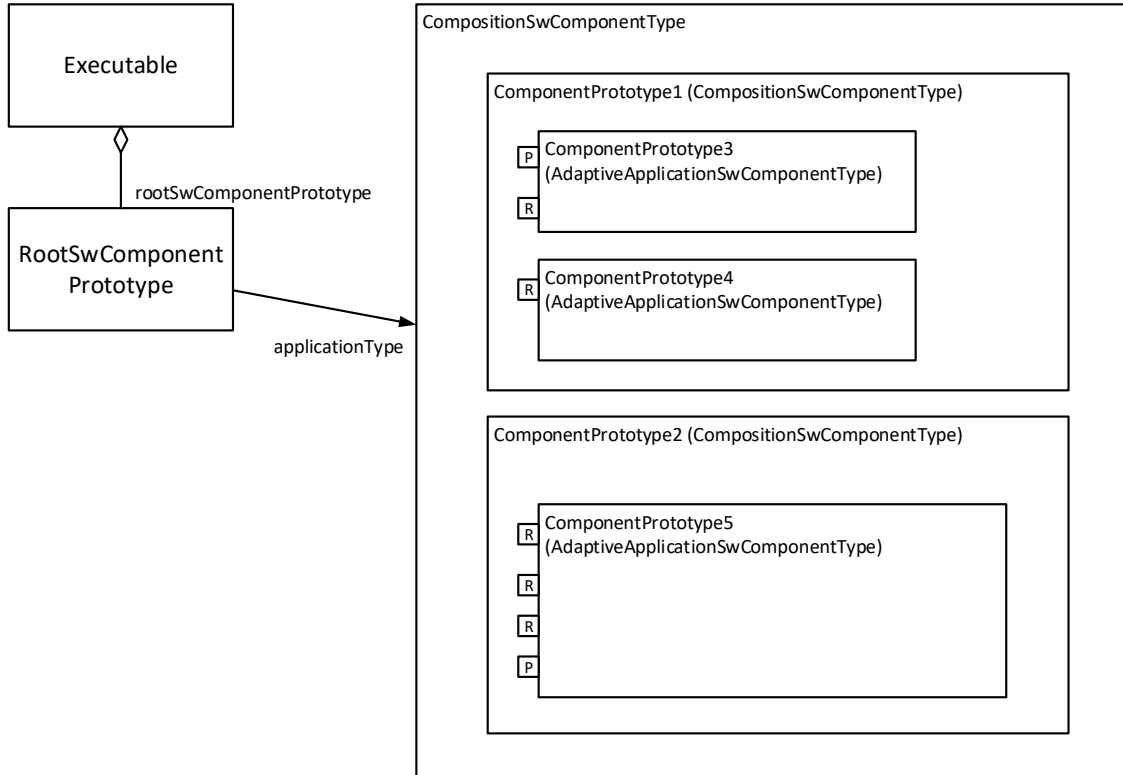 Executable
rootSwComponentPrototype
RootSwComponent
Prototype
applicationType
CompositionSwComponentType
ComponentPrototype1 (CompositionSwComponentType)
P
ComponentPrototype3
(AdaptiveApplicationSwComponentType)
R
R
ComponentPrototype4
(AdaptiveApplicationSwComponentType)
ComponentPrototype2 (CompositionSwComponentType)
R
ComponentPrototype5
(AdaptiveApplicationSwComponentType)
R
R
P